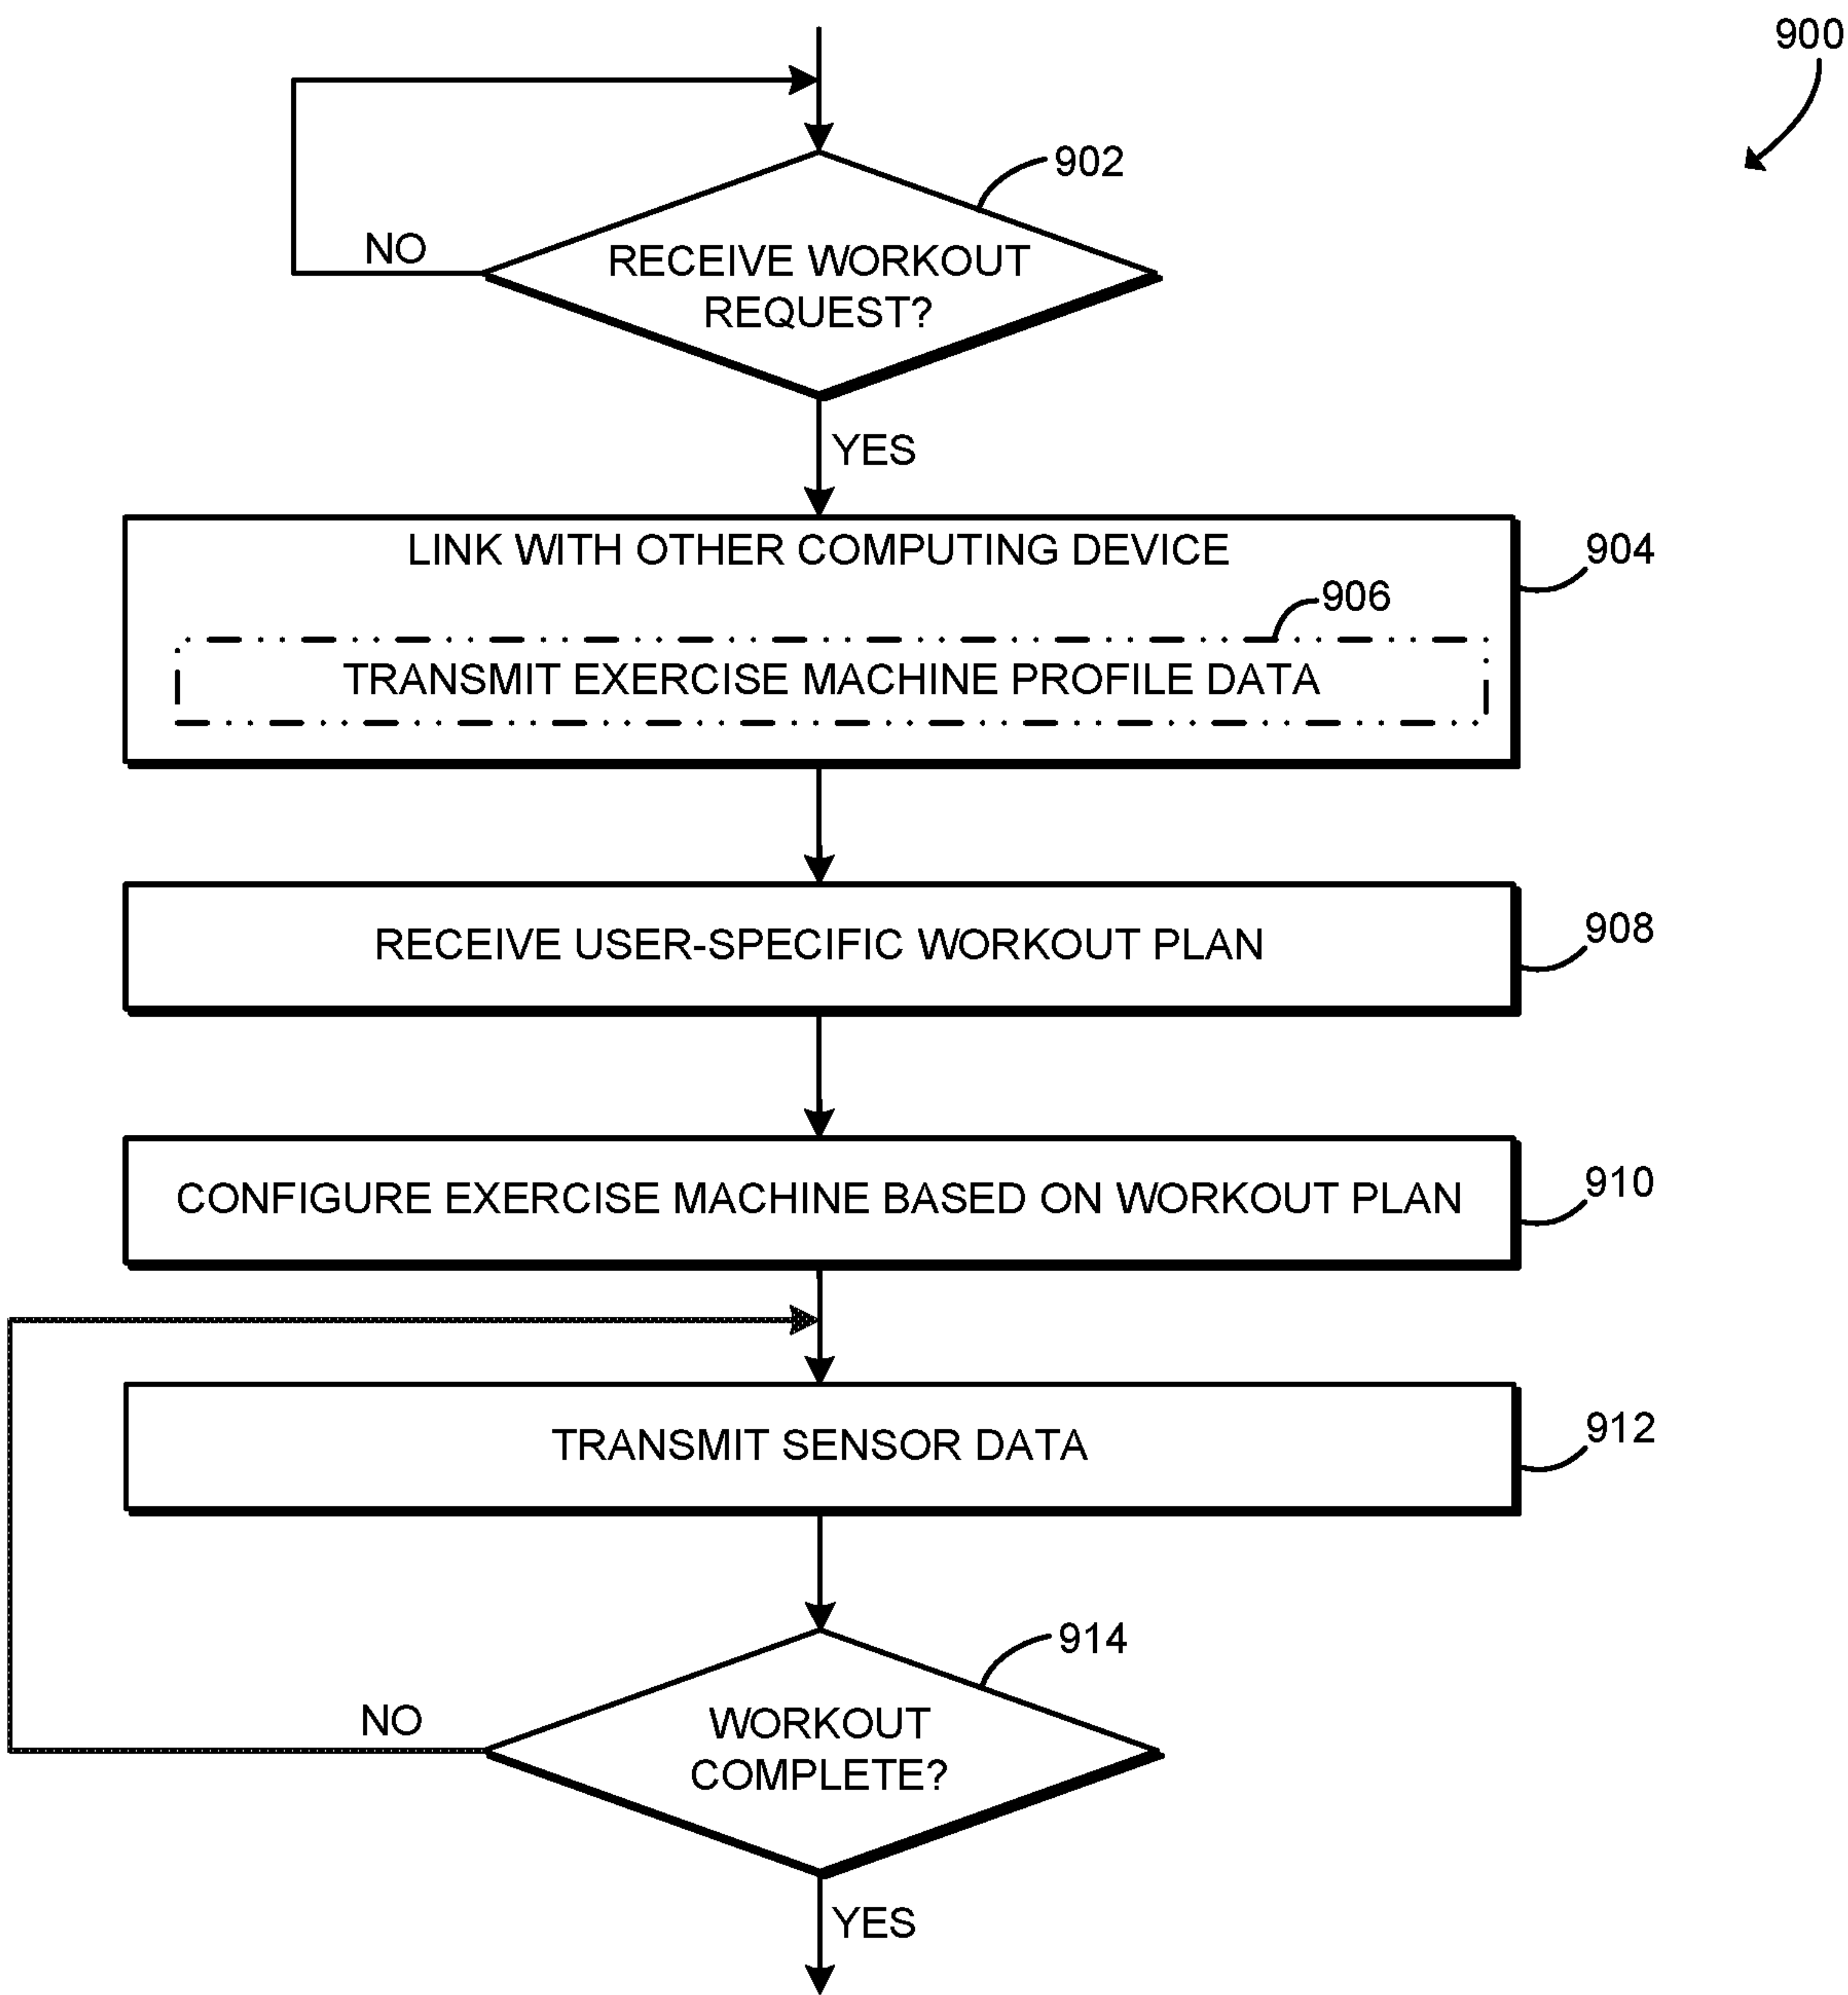 900
902
NO
RECEIVE WORKOUT
REQUEST?
YES
LINK WITH OTHER COMPUTING DEVICE
904
906
TRANSMIT EXERCISE MACHINE PROFILE DATA
RECEIVE USER-SPECIFIC WORKOUT PLAN
908
CONFIGURE EXERCISE MACHINE BASED ON WORKOUT PLAN
910
TRANSMIT SENSOR DATA
912
914
NO
WORKOUT
COMPLETE?
YES